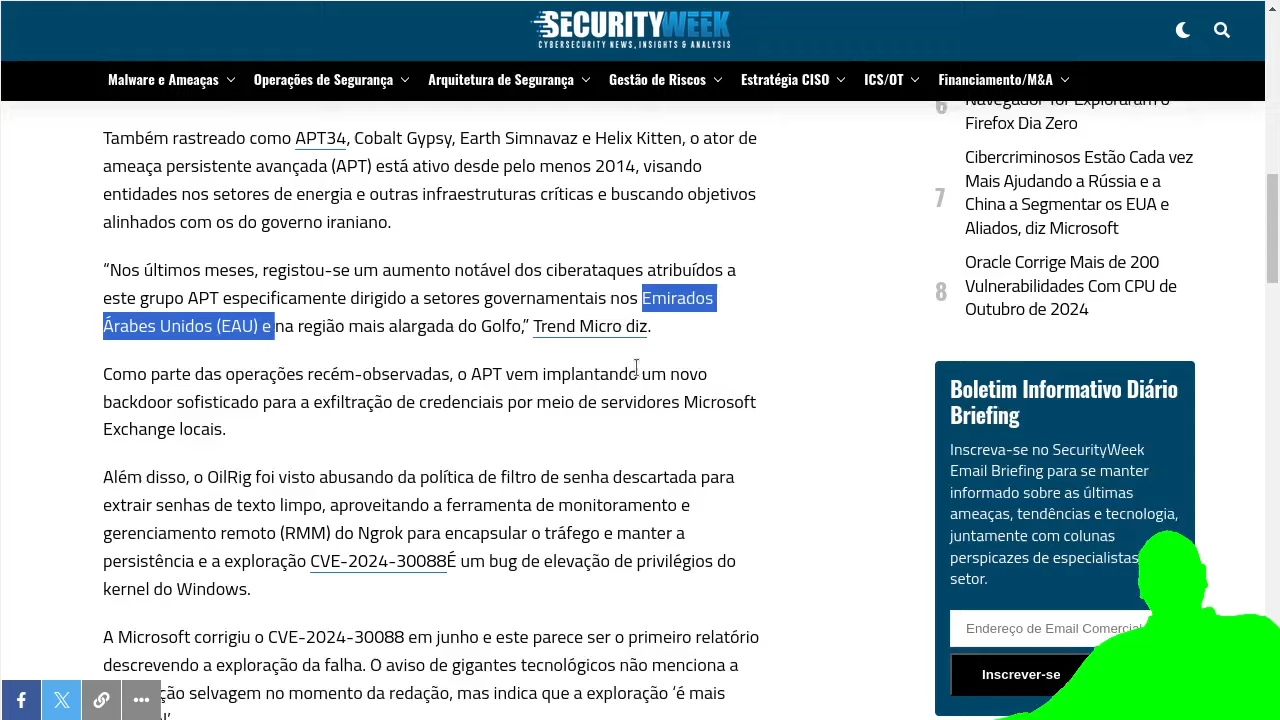 SECURITYWEEK
CYBERSECURITY NEWS, INSIGHTS & ANALYSIS
Malware e Ameaças
Operações de Segurança
Arquitetura de Segurança
Gestão de Riscos
Estratégia CISO
ICS/OT
Financiamento/M&A
Também rastreado como APT34, Cobalt Gypsy, Earth Simnavaz e Helix Kitten, o ator de
ameaça persistente avançada (APT) está ativo desde pelo menos 2014, visando
entidades nos setores de energia e outras infraestruturas críticas e buscando objetivos
alinhados com os do governo iraniano.
“Nos últimos meses, registou-se um aumento notável dos ciberataques atribuídos a
este grupo APT especificamente dirigido a setores governamentais nos Emirados
Árabes Unidos (EAU) e na região mais alargada do Golfo,” Trend Micro diz.
Como parte das operações recém-observadas, o APT vem implantando um novo
backdoor sofisticado para a exfiltração de credenciais por meio de servidores Microsoft
Exchange locais.
Além disso, o OilRig foi visto abusando da política de filtro de senha descartada para
extrair senhas de texto limpo, aproveitando a ferramenta de monitoramento e
gerenciamento remoto (RMM) do Ngrok para encapsular o tráfego e manter a
persistência e a exploração CVE-2024-30088É um bug de elevação de privilégios do
kernel do Windows.
A Microsoft corrigiu o CVE-2024-30088 em junho e este parece ser o primeiro relatório
descrevendo a exploração da falha. O aviso de gigantes tecnológicos não menciona a
selvagem no momento da redação, mas indica que a exploração ‘é mais
6 Navegador Tor Exploraram o
Firefox Dia Zero
7 Cibercriminosos Estão Cada vez
Mais Ajudando a Rússia e a
China a Segmentar os EUA e
Aliados, diz Microsoft
8 Oracle Corrige Mais de 200
Vulnerabilidades Com CPU de
Outubro de 2024
Boletim Informativo Diário
Briefing
Inscreva-se no SecurityWeek
Email Briefing para se manter
informado sobre as últimas
ameaças, tendências e tecnologia,
juntamente com colunas
perspicazes de especialistas
setor.
Endereço de Email Comercial
Inscrever-se